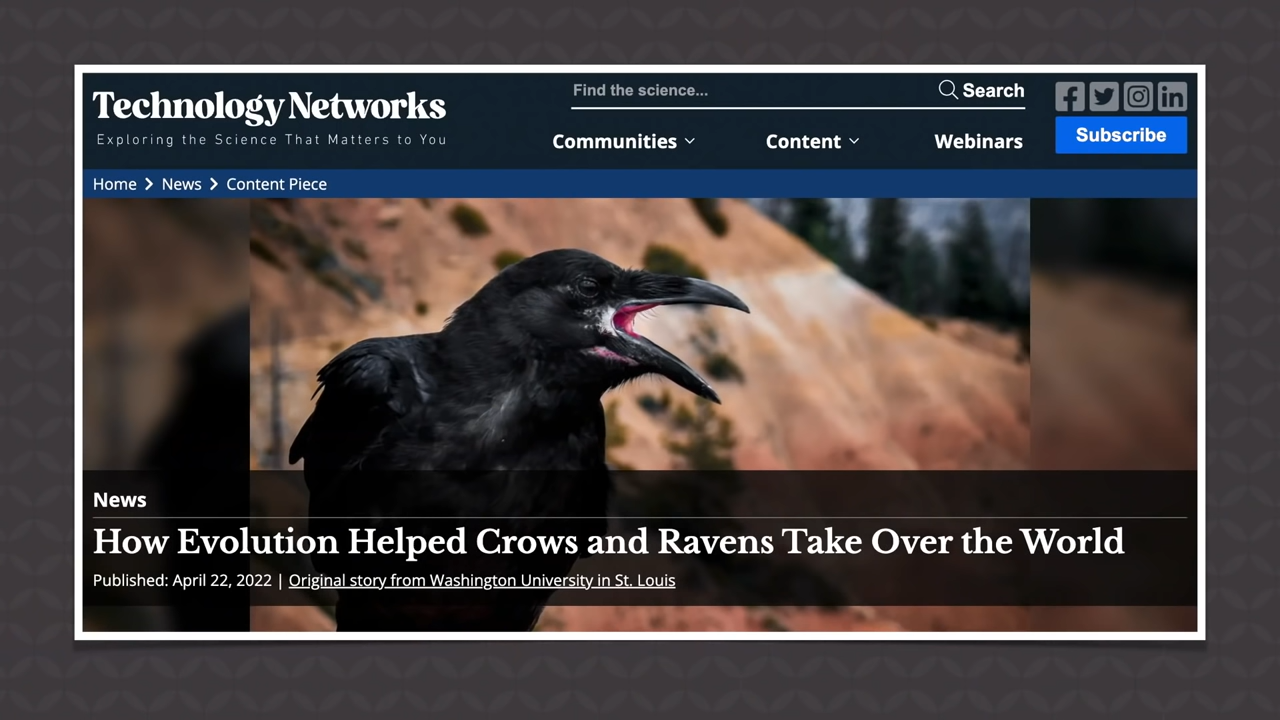 Technology Networks
Exploring the Science That Matters to You
Find the science...
Search
Communities
Content
Webinars
Subscribe
Home
News
Content Piece
News
How Evolution Helped Crows and Ravens Take Over the World
Published: April 22, 2022 | Original story from Washington University in St. Louis